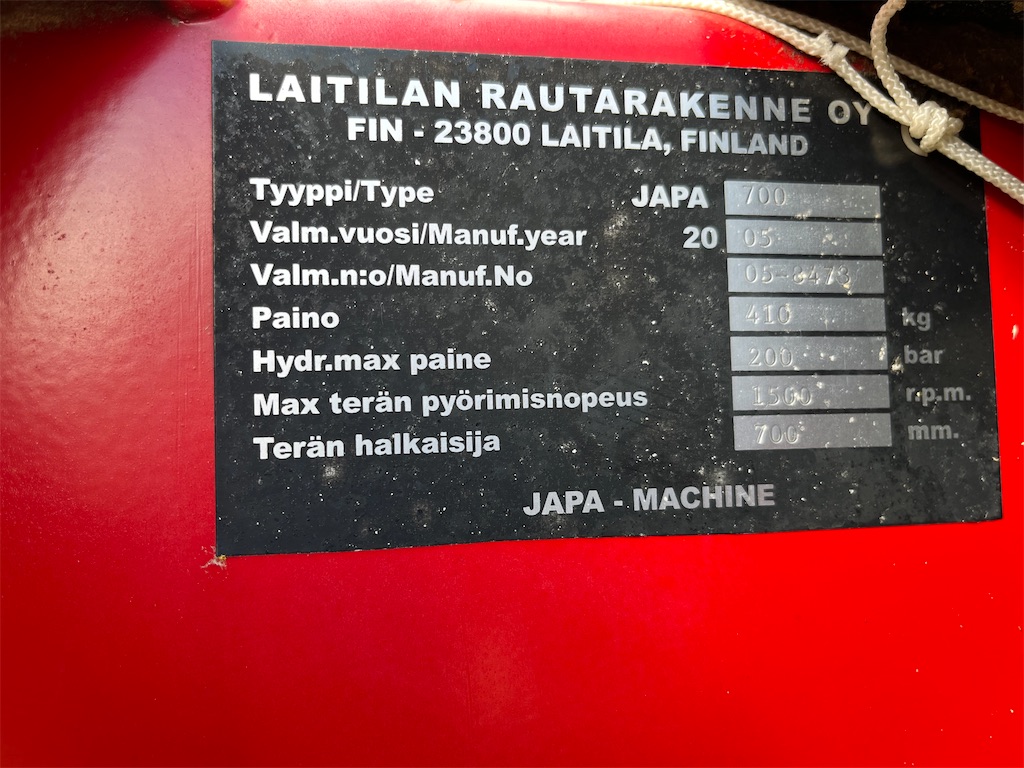 LAITILAN RAUTARAKENNE OY
FIN - 23800 LAITILA, FINLAND
Tyyppi/Type JAPA 700
Valm.vuosi/Manuf.year 20 05
Valm.n:o/Manuf.No 05-8473
Paino 410 kg
Hydr.max paine 200 bar
Max terän pyörimisnopeus 1500 r.p.m.
Terän halkaisija 700 mm.
JAPA - MACHINE